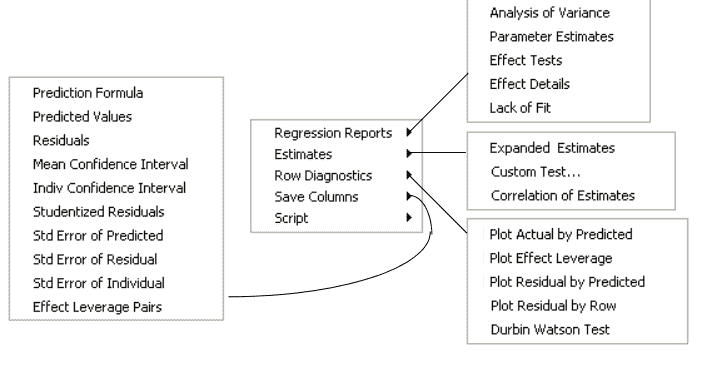 Prediction Formula
Predicted Values
Residuals
Mean Confidence Interval
Indiv Confidence Interval
Studentized Residuals
Std Error of Predicted
Std Error of Residual
Std Error of Individual
Effect Leverage Pairs
Regression Reports
Estimates
Row Diagnostics
Save Columns
Script
Analysis of Variance
Parameter Estimates
Effect Tests
Effect Details
Lack of Fit
Expanded Estimates
Custom Test...
Correlation of Estimates
Plot Actual by Predicted
Plot Effect Leverage
Plot Residual by Predicted
Plot Residual by Row
Durbin Watson Test